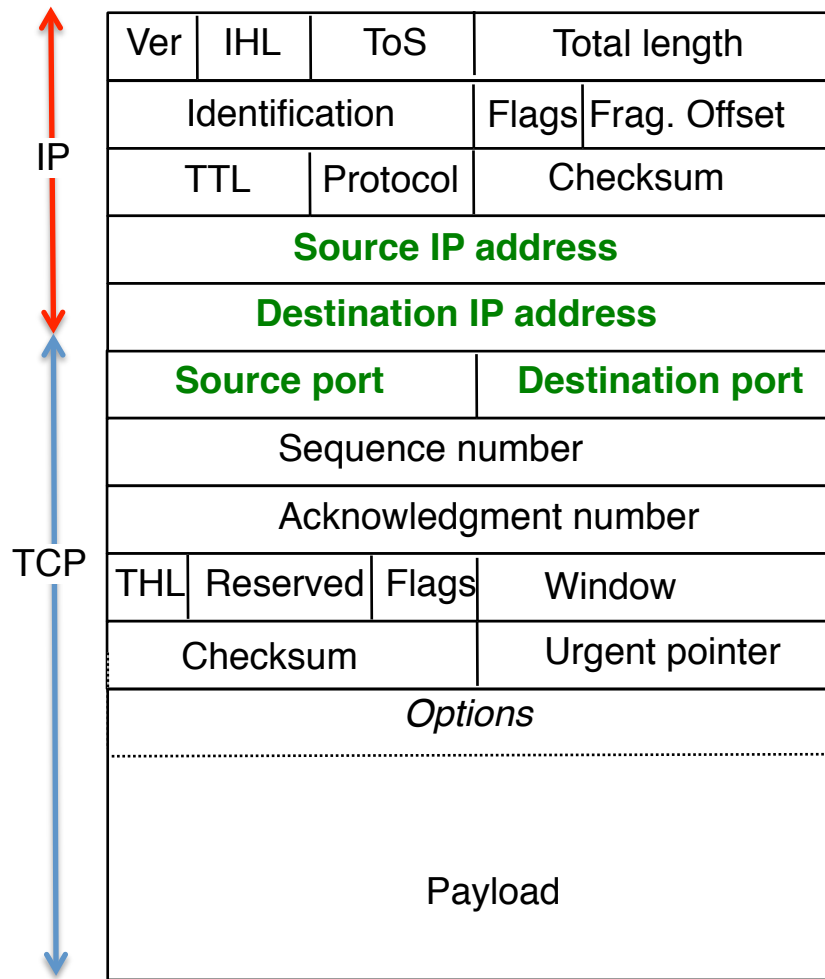 Ver IHL ToS Total length
Identification Flags Frag. Offset
IP
TTL Protocol Checksum
Source IP address
Destination IP address
Source port Destination port
Sequence number
Acknowledgment number
TCP
THL Reserved Flags Window
Checksum Urgent pointer
Options
Payload